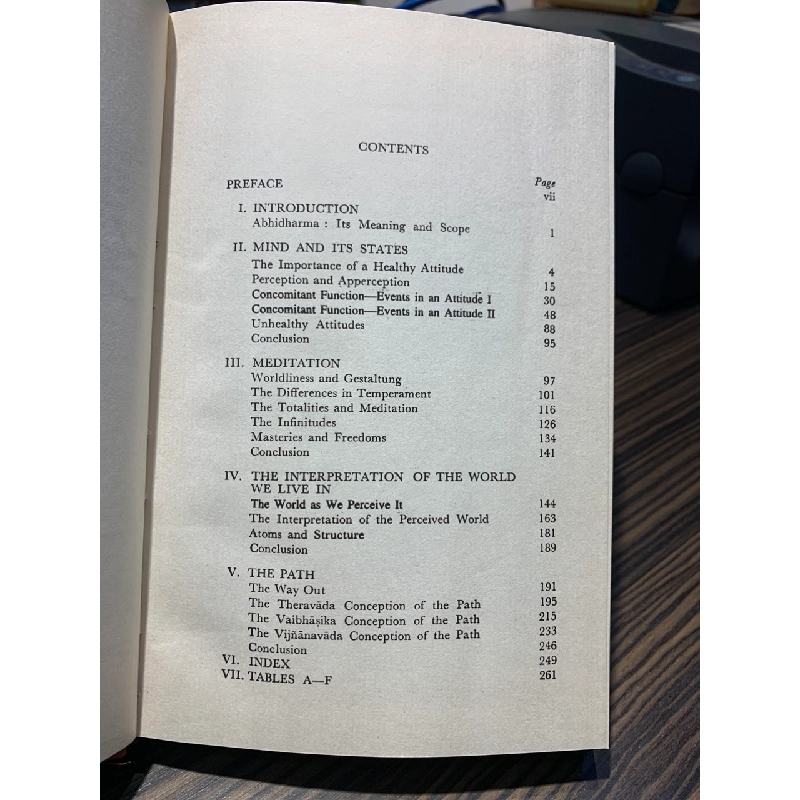 CONTENTS
Page
PREFACE vii
I. INTRODUCTION
Abhidharma : Its Meaning and Scope 1
II. MIND AND ITS STATES
The Importance of a Healthy Attitude 4
Perception and Apperception 15
Concomitant Function—Events in an Attitude I 30
Concomitant Function—Events in an Attitude II 48
Unhealthy Attitudes 88
Conclusion 95
III. MEDITATION
Worldliness and Gestaltung 97
The Differences in Temperament 101
The Totalities and Meditation 116
The Infinitudes 126
Masteries and Freedoms 134
Conclusion 141
IV. THE INTERPRETATION OF THE WORLD
WE LIVE IN
The World as We Perceive It 144
The Interpretation of the Perceived World 163
Atoms and Structure 181
Conclusion 189
V. THE PATH
The Way Out 191
The Theravāda Conception of the Path 195
The Vaibhāṣika Conception of the Path 215
The Vijñānavāda Conception of the Path 233
Conclusion 246
VI. INDEX 249
VII. TABLES A—F 261